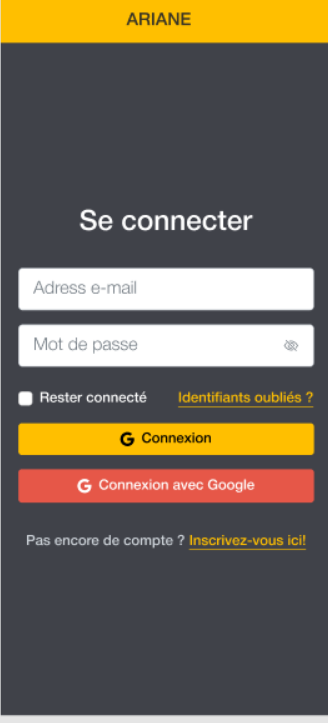 ARIANE
Se connecter
Adress e-mail
Mot de passe
Rester connecté Identifiants oubliés ?
Connexion
Connexion avec Google
Pas encore de compte ? Inscrivez-vous ici!